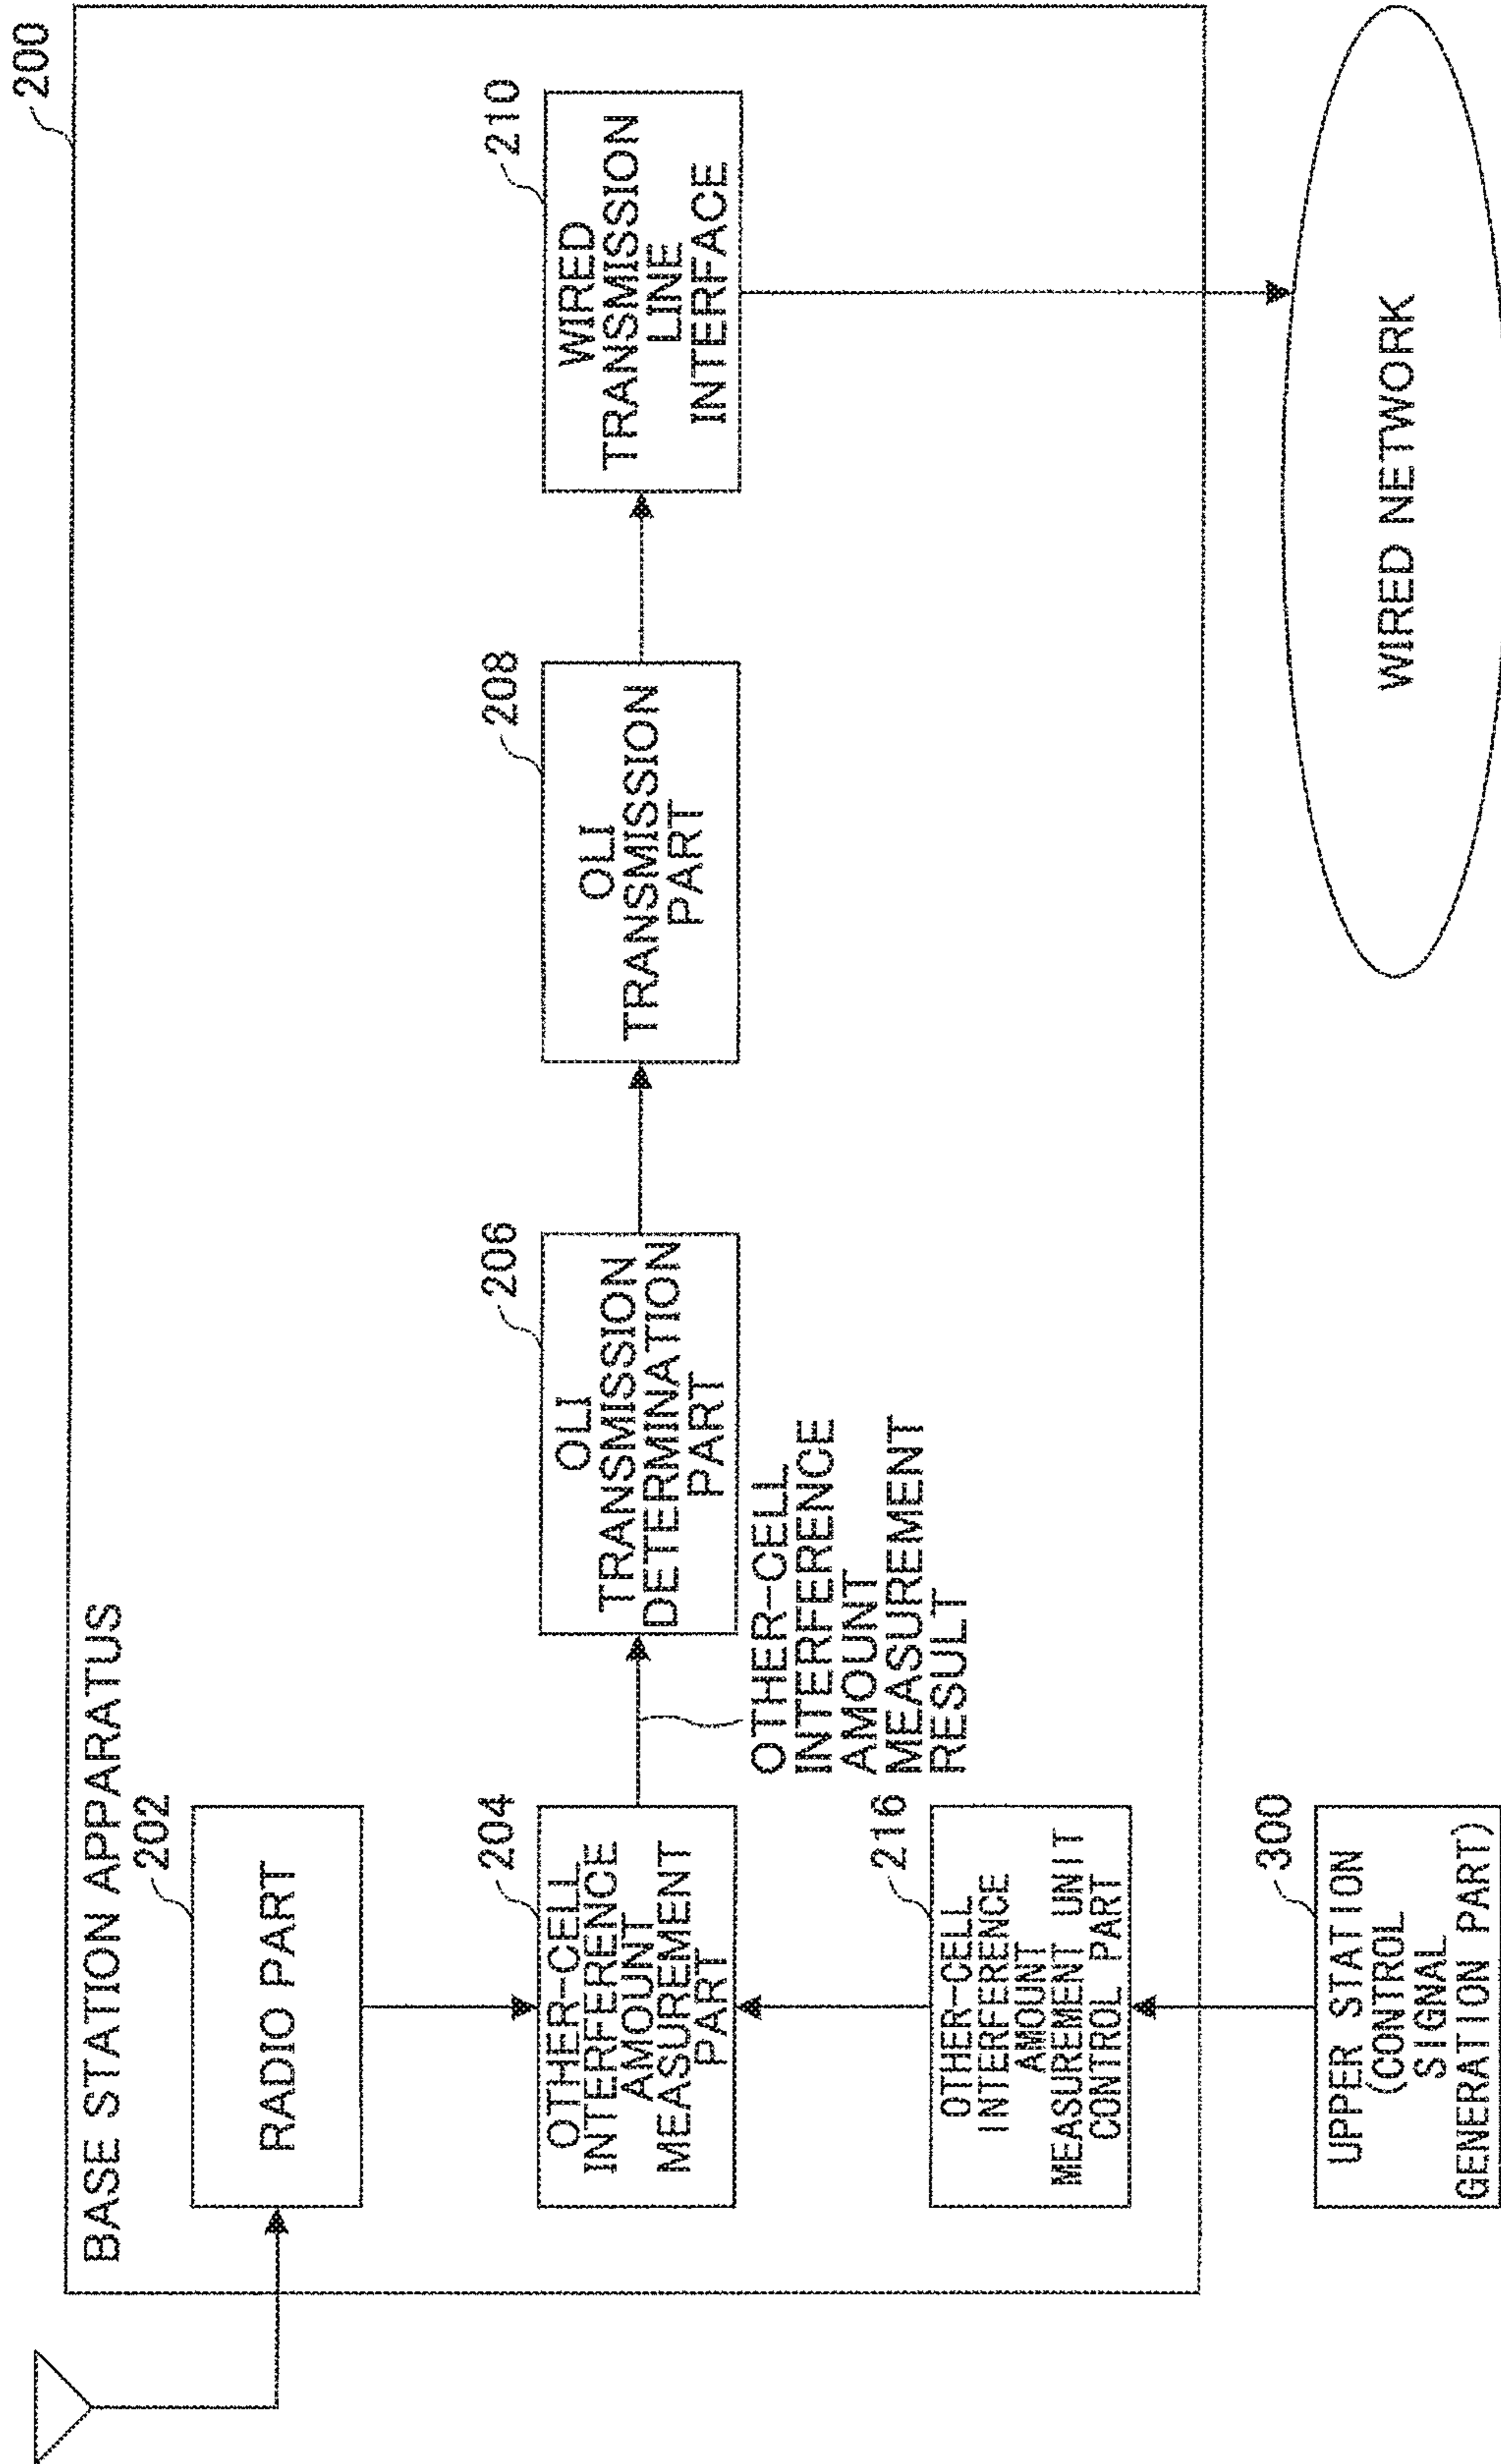 200
BASE STATION APPARATUS
202
RADIO PART
204
OTHER-CELL
INTERFERENCE
AMOUNT
MEASUREMENT
PART
206
OLI
TRANSMISSION
DETERMINATION
PART
208
OLI
TRANSMISSION
PART
210
WIRED
TRANSMISSION
LINE
INTERFACE
OTHER-CELL
INTERFERENCE
AMOUNT
MEASUREMENT
RESULT
216
OTHER-CELL
INTERFERENCE
AMOUNT
MEASUREMENT UNIT
CONTROL PART
300
UPPER STATION
(CONTROL
SIGNAL
GENERATION PART)
WIRED NETWORK